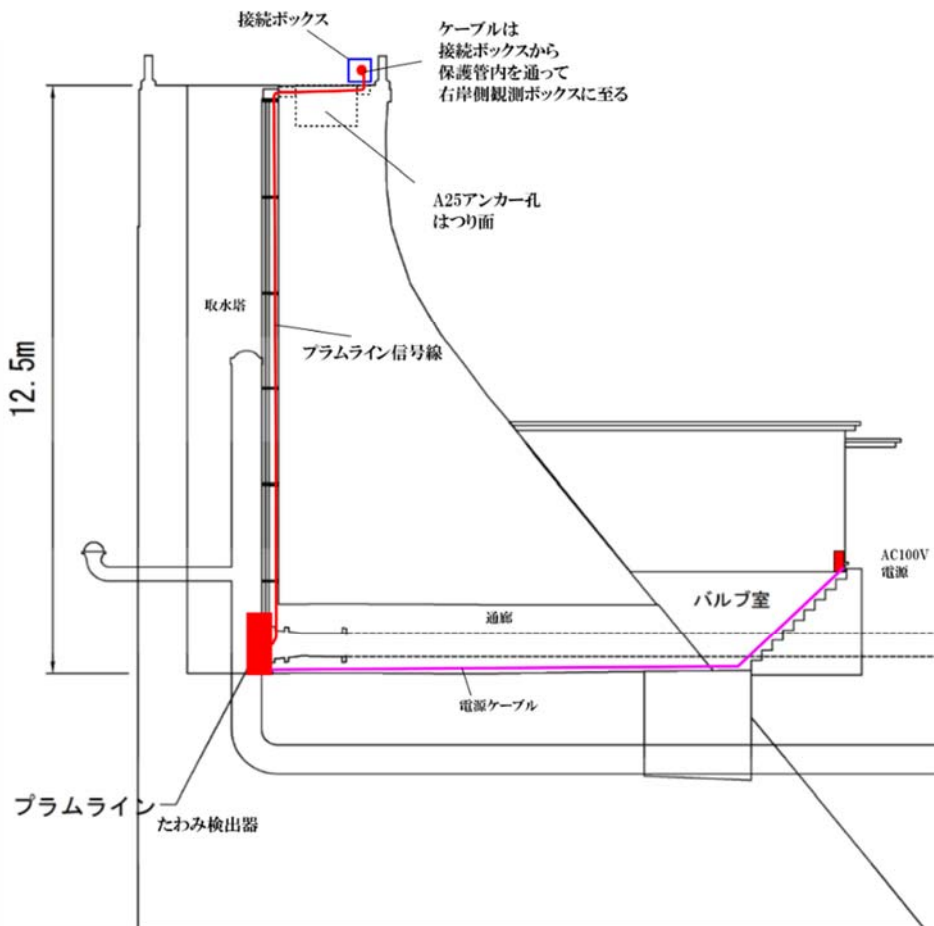 接続ボックス
ケーブルは
接続ボックスから
保護管内を通って
右岸側観測ボックスに至る
A25アンカー孔
はつり面
取水塔
プラムライン信号線
12.5m
AC100V
電源
バルブ室
通廊
電源ケーブル
プラムライン
たわみ検出器